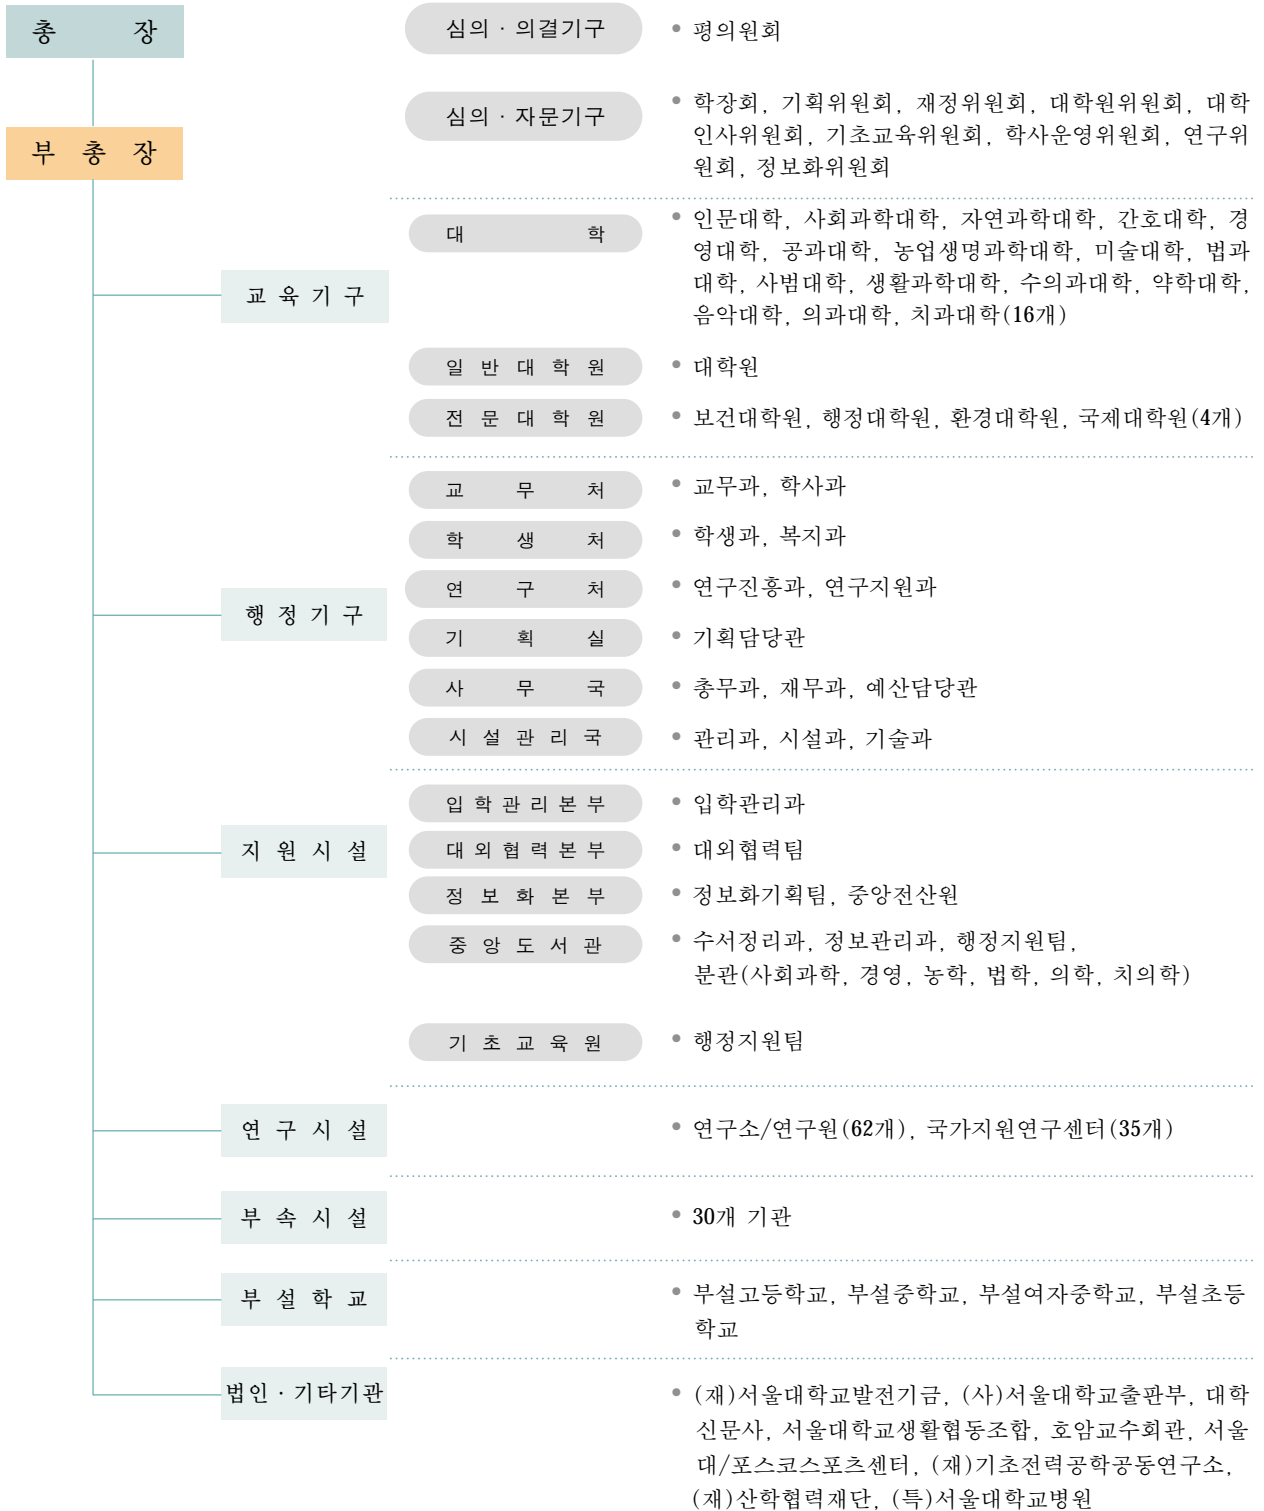 총 장
심의 · 의결기구
평의원회
심의 · 자문기구
학장회, 기획위원회, 재정위원회, 대학원위원회, 대학
인사위원회, 기초교육위원회, 학사운영위원회, 연구위
원회, 정보화위원회
부 총 장
교 육 기 구
대 학
인문대학, 사회과학대학, 자연과학대학, 간호대학, 경
영대학, 공과대학, 농업생명과학대학, 미술대학, 법과
대학, 사범대학, 생활과학대학, 수의과대학, 약학대학,
음악대학, 의과대학, 치과대학(16개)
일 반 대 학 원
대학원
전 문 대 학 원
보건대학원, 행정대학원, 환경대학원, 국제대학원(4개)
행 정 기 구
교 무 처
교무과, 학사과
학 생 처
학생과, 복지과
연 구 처
연구진흥과, 연구지원과
기 획 실
기획담당관
사 무 국
총무과, 재무과, 예산담당관
시 설 관 리 국
관리과, 시설과, 기술과
지 원 시 설
입 학 관 리 본 부
입학관리과
대 외 협 력 본 부
대외협력팀
정 보 화 본 부
정보화기획팀, 중앙전산원
중 앙 도 서 관
수서정리과, 정보관리과, 행정지원팀,
분관(사회과학, 경영, 농학, 법학, 의학, 치의학)
기 초 교 육 원
행정지원팀
연 구 시 설
연구소/연구원(62개), 국가지원연구센터(35개)
부 속 시 설
30개 기관
부 설 학 교
부설고등학교, 부설중학교, 부설여자중학교, 부설초등
학교
법인 · 기타기관
(재)서울대학교발전기금, (사)서울대학교출판부, 대학
신문사, 서울대학교생활협동조합, 호암교수회관, 서울
대/포스코스포츠센터, (재)기초전력공학공동연구소,
(재)산학협력재단, (특)서울대학교병원